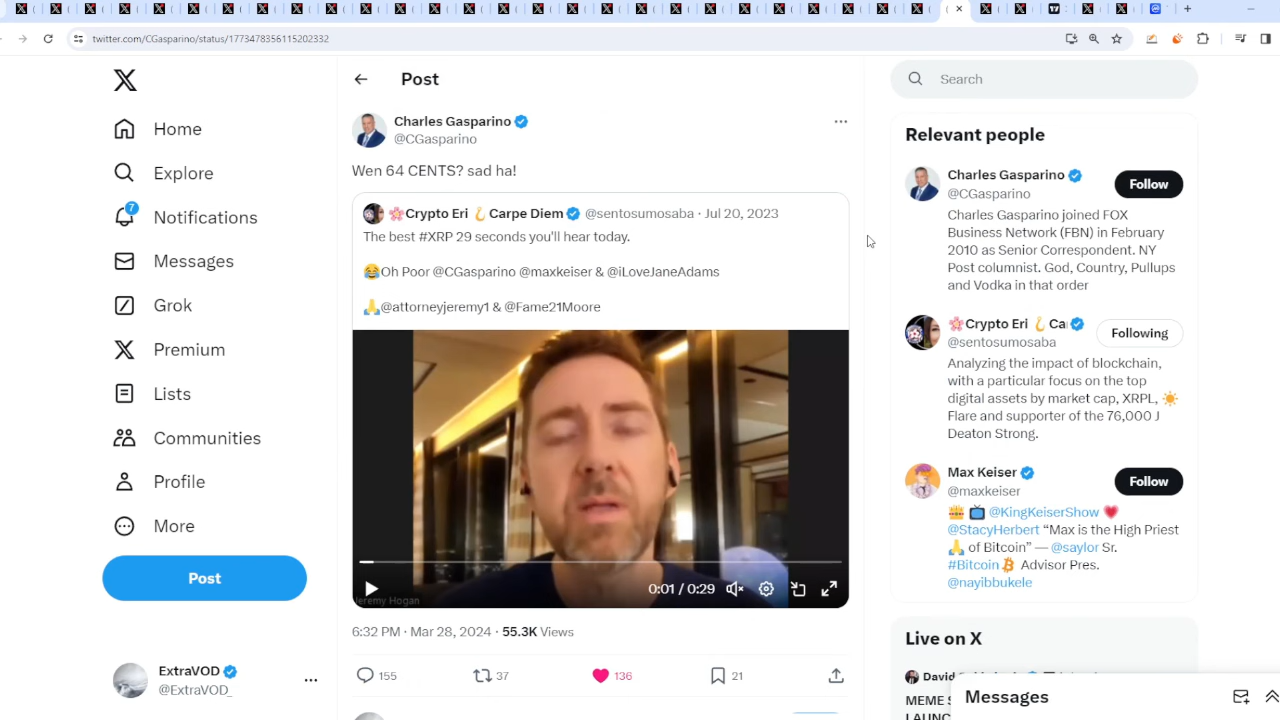 twitter.com/CGasparino/status/1773478356115202332
Home
Explore
7
Notifications
Messages
Grok
Premium
Lists
Communities
Profile
More
Post
ExtraVOD
@ExtraVOD_
Post
Charles Gasparino
@CGasparino
Wen 64 CENTS? sad ha!
🌸Crypto Eri 🪝Carpe Diem @sentosumosaba · Jul 20, 2023
The best #XRP 29 seconds you'll hear today.
😂Oh Poor @CGasparino @maxkeiser & @iLoveJaneAdams
🙏@attorneyjeremy1 & @Fame21Moore
0:01 / 0:29
Jeremy Hogan
6:32 PM · Mar 28, 2024 · 55.3K Views
155
37
136
21
Search
Relevant people
Charles Gasparino
@CGasparino
Follow
Charles Gasparino joined FOX
Business Network (FBN) in February
2010 as Senior Correspondent. NY
Post columnist. God, Country, Pullups
and Vodka in that order
🌸Crypto Eri 🪝Ca
@sentosumosaba
Following
Analyzing the impact of blockchain,
with a particular focus on the top
digital assets by market cap, XRPL, ☀️
Flare and supporter of the 76,000 J
Deaton Strong.
Max Keiser
@maxkeiser
Follow
👑 📺 @KingKeiserShow ❤️
@StacyHerbert “Max is the High Priest
🙏 of Bitcoin” — @saylor Sr.
#Bitcoin Advisor Pres.
@nayibbukele
Live on X
David
MEME
Messages